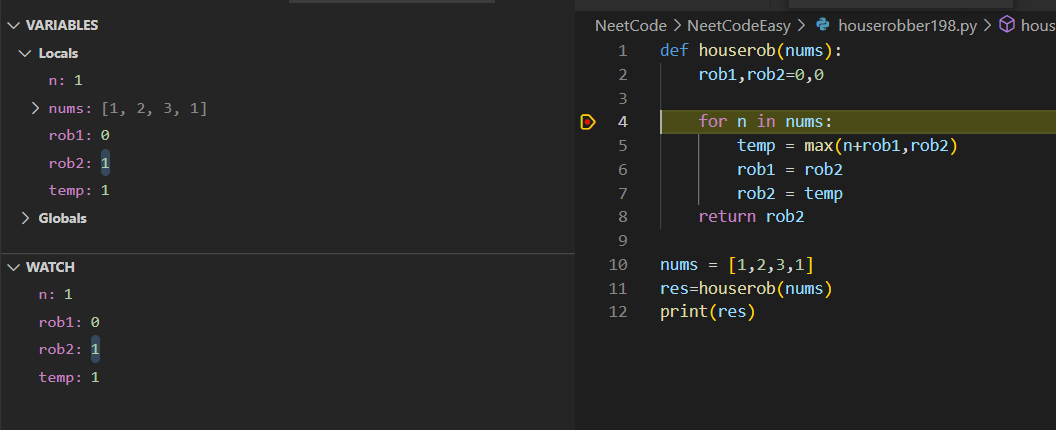 VARIABLES
Locals
n: 1
nums: [1, 2, 3, 1]
rob1: 0
rob2: 1
temp: 1
Globals
WATCH
n: 1
rob1: 0
rob2: 1
temp: 1
NeetCode > NeetCodeEasy > houserobber198.py > hous
1 def houserob(nums):
2 rob1,rob2=0,0
3
4 for n in nums:
5 temp = max(n+rob1,rob2)
6 rob1 = rob2
7 rob2 = temp
8 return rob2
9
10 nums = [1,2,3,1]
11 res=houserob(nums)
12 print(res)